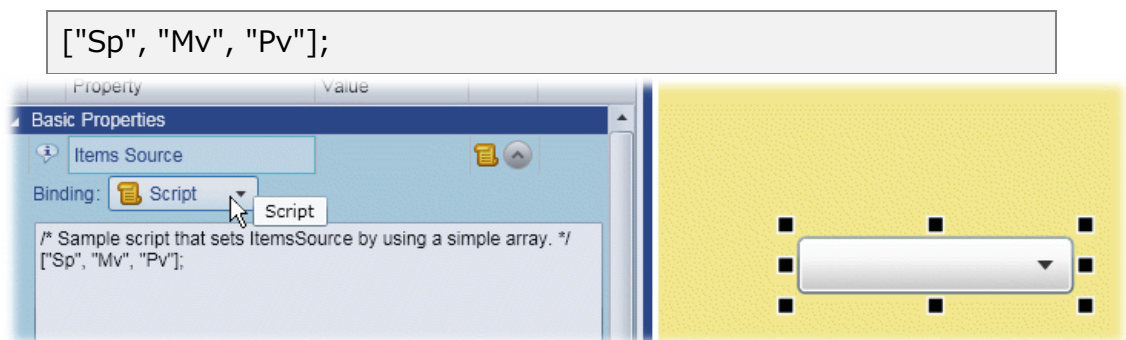 ["Sp", "Mv", "Pv"];
Property Value
Basic Properties
Items Source
Binding: Script
Script
/* Sample script that sets ItemsSource by using a simple array. */
["Sp", "Mv", "Pv"];